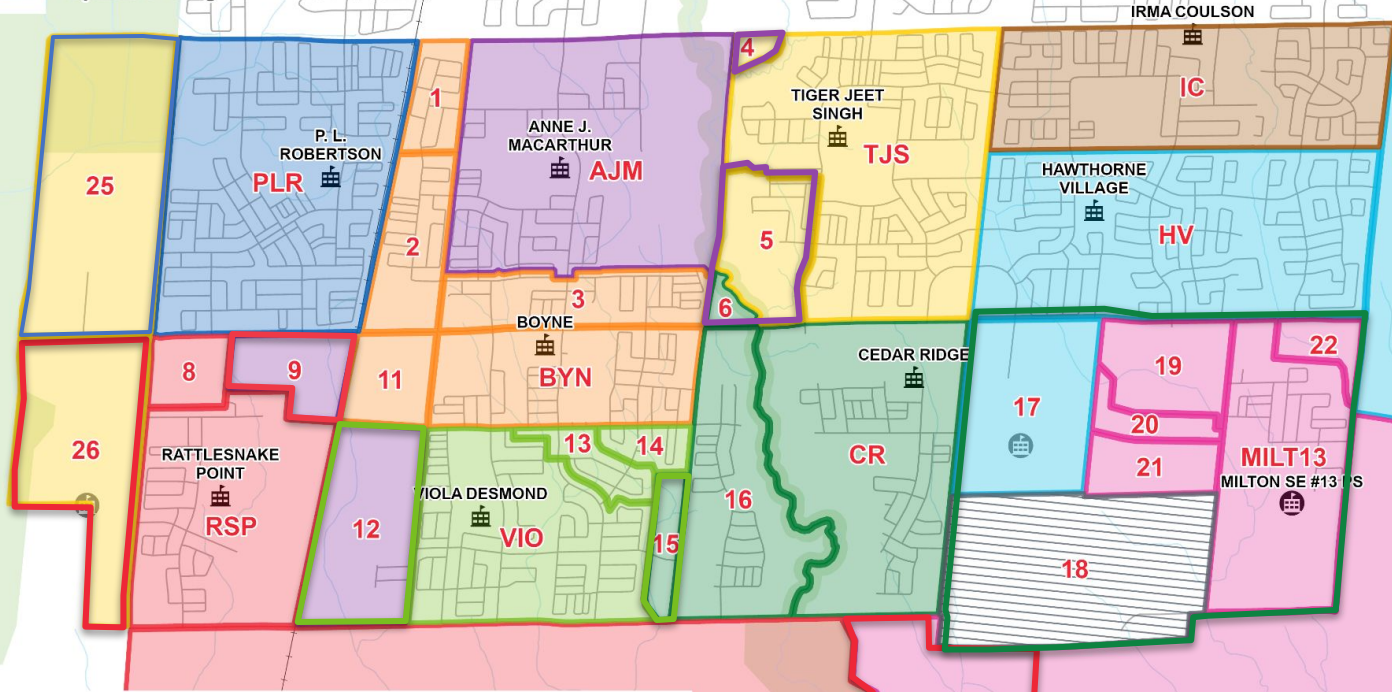 IRMA COULSON
4
IC
1
TIGER JEET
SINGH
P. L.
ROBERTSON
ANNE J.
MACARTHUR
TJS
AJM
HAWTHORNE
VILLAGE
25
PLR
HV
5
2
3
6
BOYNE
CEDAR RIDGE
22
8
9
11
BYN
19
17
20
26
13
14
CR
RATTLESNAKE
POINT
21
MILT13
MILTON SE #13 PS
VIOLA DESMOND
16
RSP
12
VIO
15
18